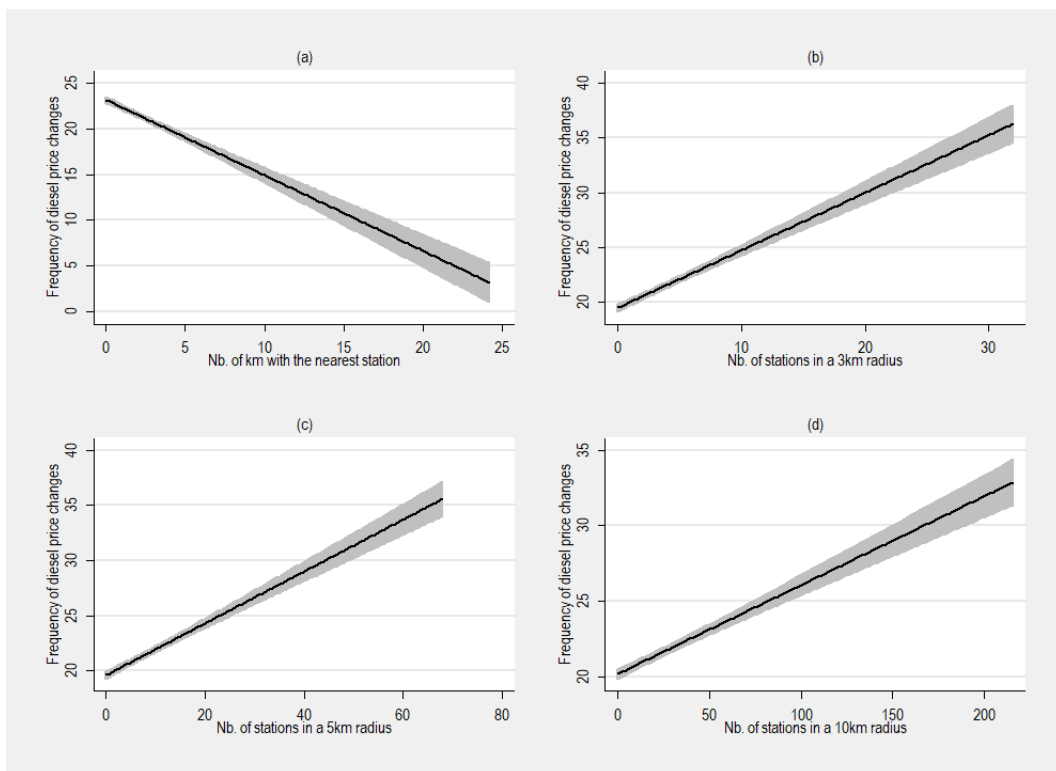 (a)
Frequency of diesel price changes
25
20
15
10
5
0
0 5 10 15 20 25
Nb. of km with the nearest station
(b)
Frequency of diesel price changes
40
35
30
25
20
0 10 20 30
Nb. of stations in a 3km radius
(c)
Frequency of diesel price changes
40
35
30
25
20
0 20 40 60 80
Nb. of stations in a 5km radius
(d)
Frequency of diesel price changes
35
30
25
20
0 50 100 150 200
Nb. of stations in a 10km radius